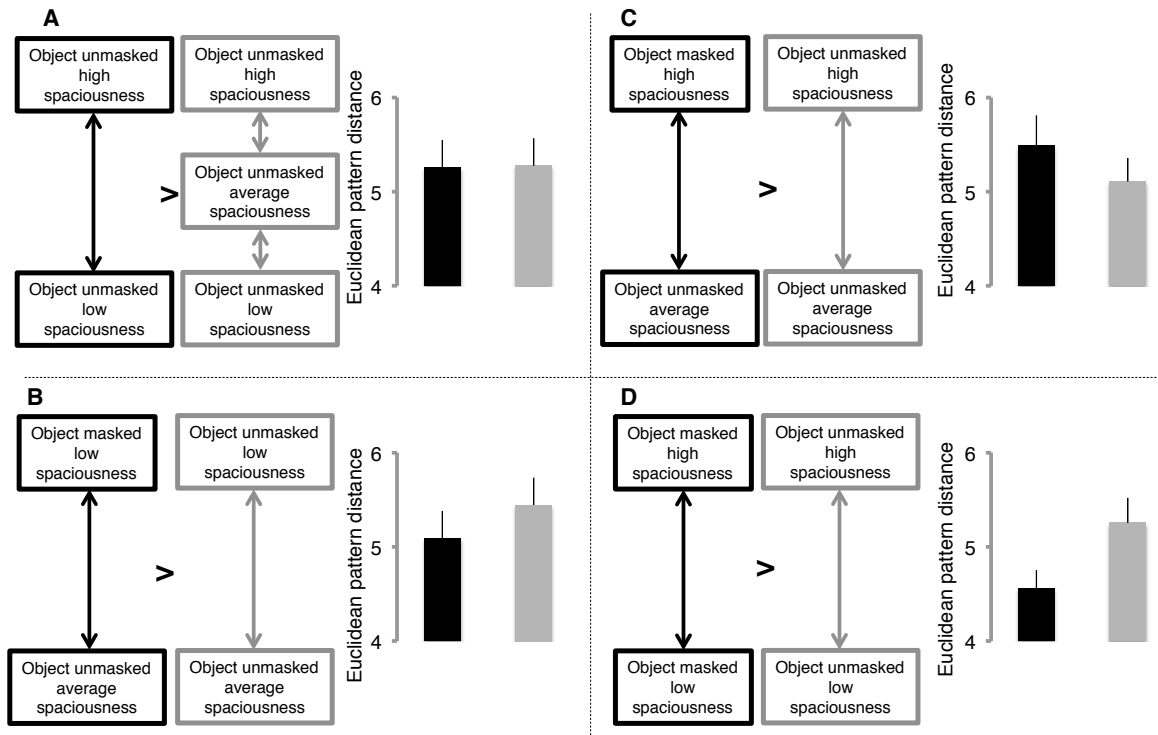 A
Object unmasked
high
spaciousness
Object unmasked
high
spaciousness
>
Object unmasked
average
spaciousness
Object unmasked
low
spaciousness
Object unmasked
low
spaciousness
Euclidean pattern distance
6
5
4
B
Object masked
low
spaciousness
Object unmasked
low
spaciousness
>
Object unmasked
average
spaciousness
Object unmasked
average
spaciousness
Euclidean pattern distance
6
5
4
C
Object masked
high
spaciousness
Object unmasked
high
spaciousness
>
Object unmasked
average
spaciousness
Object unmasked
average
spaciousness
Euclidean pattern distance
6
5
4
D
Object masked
high
spaciousness
Object unmasked
high
spaciousness
>
Object masked
low
spaciousness
Object unmasked
low
spaciousness
Euclidean pattern distance
6
5
4